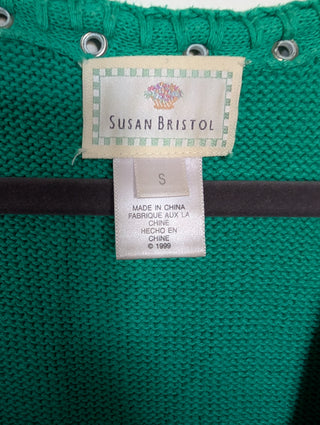 SUSAN BRISTOL
S
MADE IN CHINA
FABRIQUE AUX LA
CHINE
HECHO EN
CHINE
© 1999